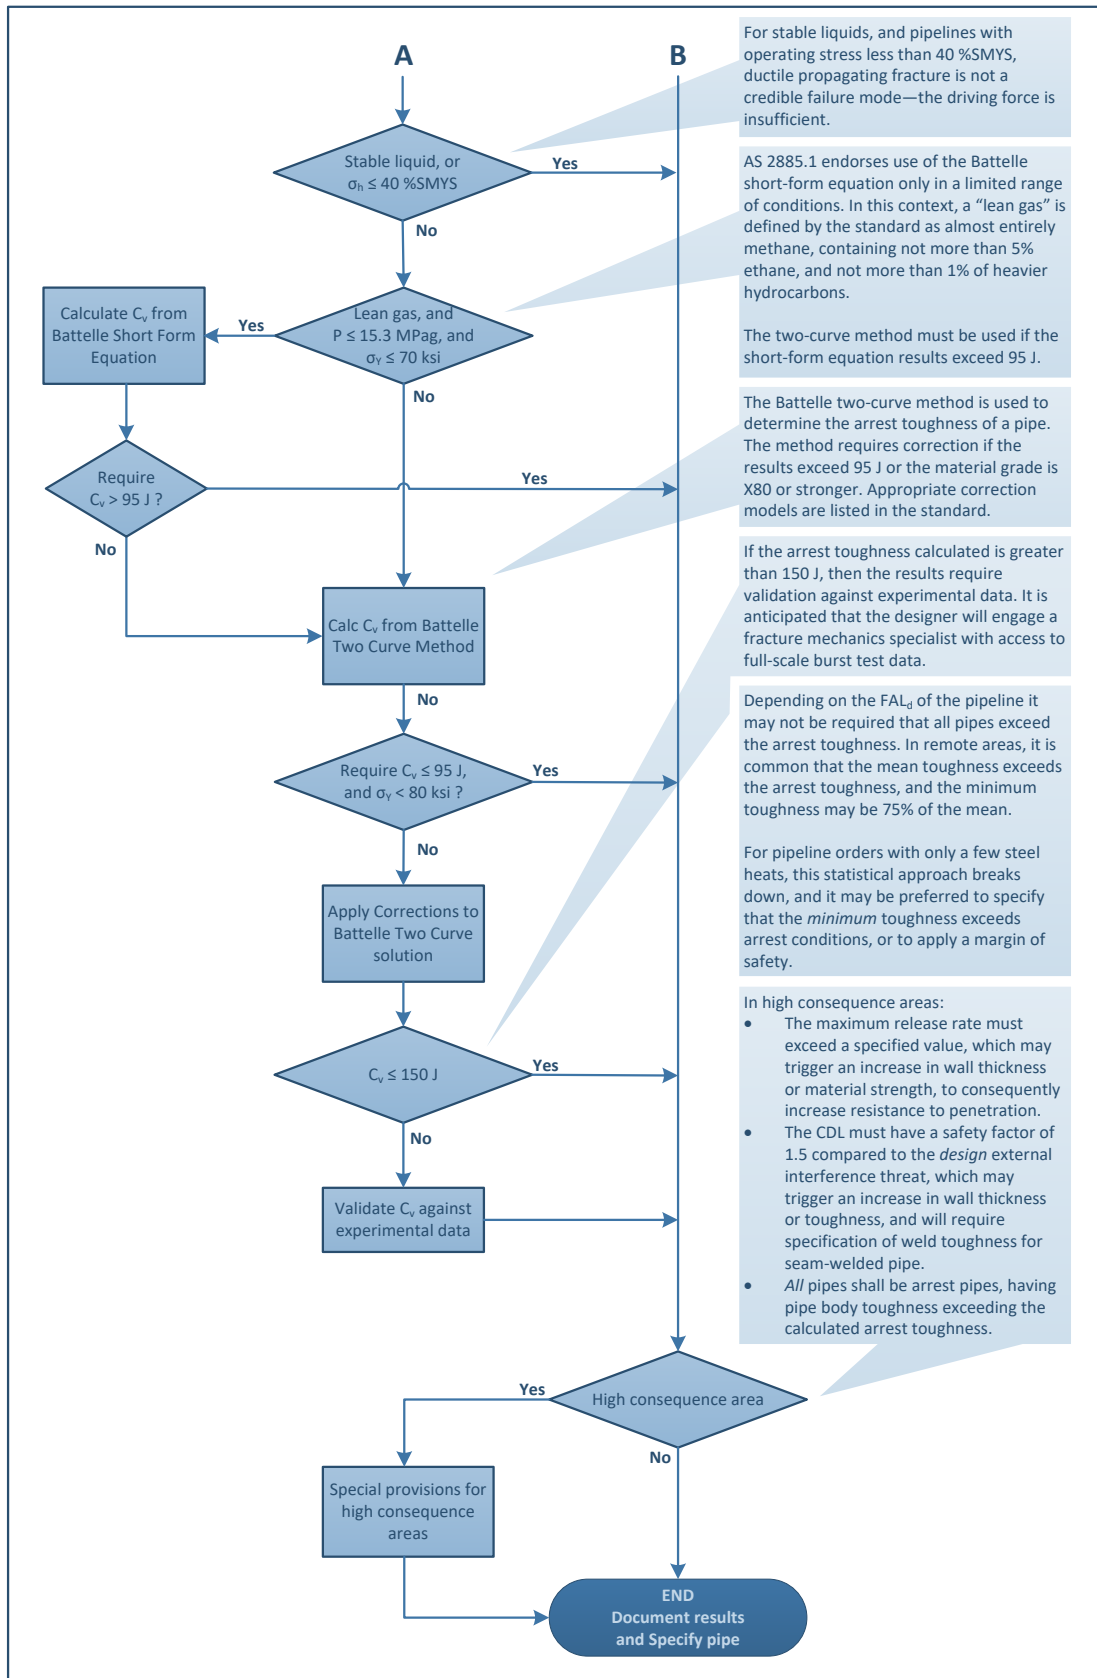 A
B
For stable liquids, and pipelines with
operating stress less than 40 %SMYS,
ductile propagating fracture is not a
credible failure mode—the driving force is
insufficient.
Stable liquid, or
σh ≤ 40 %SMYS
Yes
No
AS 2885.1 endorses use of the Battelle
short-form equation only in a limited range
of conditions. In this context, a “lean gas” is
defined by the standard as almost entirely
methane, containing not more than 5%
ethane, and not more than 1% of heavier
hydrocarbons.
The two-curve method must be used if the
short-form equation results exceed 95 J.
Calculate Cv from
Battelle Short Form
Equation
Yes
Lean gas, and
P ≤ 15.3 MPag, and
σY ≤ 70 ksi
No
The Battelle two-curve method is used to
determine the arrest toughness of a pipe.
The method requires correction if the
results exceed 95 J or the material grade is
X80 or stronger. Appropriate correction
models are listed in the standard.
Require
Cv > 95 J ?
Yes
No
If the arrest toughness calculated is greater
than 150 J, then the results require
validation against experimental data. It is
anticipated that the designer will engage a
fracture mechanics specialist with access to
full-scale burst test data.
Calc Cv from Battelle
Two Curve Method
No
Depending on the FALd of the pipeline it
may not be required that all pipes exceed
the arrest toughness. In remote areas, it is
common that the mean toughness exceeds
the arrest toughness, and the minimum
toughness may be 75% of the mean.
For pipeline orders with only a few steel
heats, this statistical approach breaks
down, and it may be preferred to specify
that the minimum toughness exceeds
arrest conditions, or to apply a margin of
safety.
Require Cv ≤ 95 J,
and σY < 80 ksi ?
Yes
No
Apply Corrections to
Battelle Two Curve
solution
In high consequence areas:
• The maximum release rate must
exceed a specified value, which may
trigger an increase in wall thickness
or material strength, to consequently
increase resistance to penetration.
• The CDL must have a safety factor of
1.5 compared to the design external
interference threat, which may
trigger an increase in wall thickness
or toughness, and will require
specification of weld toughness for
seam-welded pipe.
• All pipes shall be arrest pipes, having
pipe body toughness exceeding the
calculated arrest toughness.
Cv ≤ 150 J
Yes
No
Validate Cv against
experimental data
High consequence area
Yes
No
Special provisions for
high consequence
areas
END
Document results
and Specify pipe